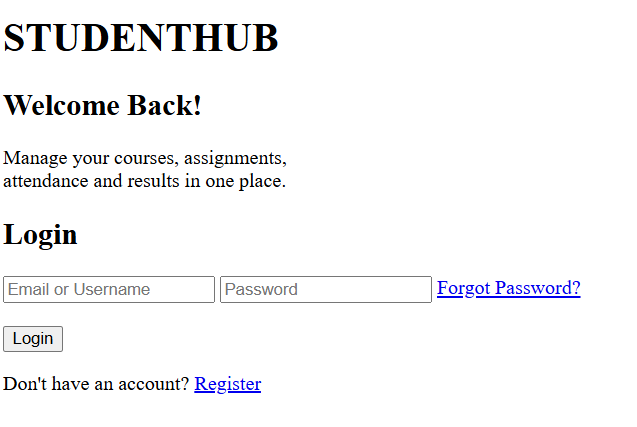 STUDENTHUB
Welcome Back!
Manage your courses, assignments,
attendance and results in one place.
Login
Email or Username Password Forgot Password?
Login
Don't have an account? Register